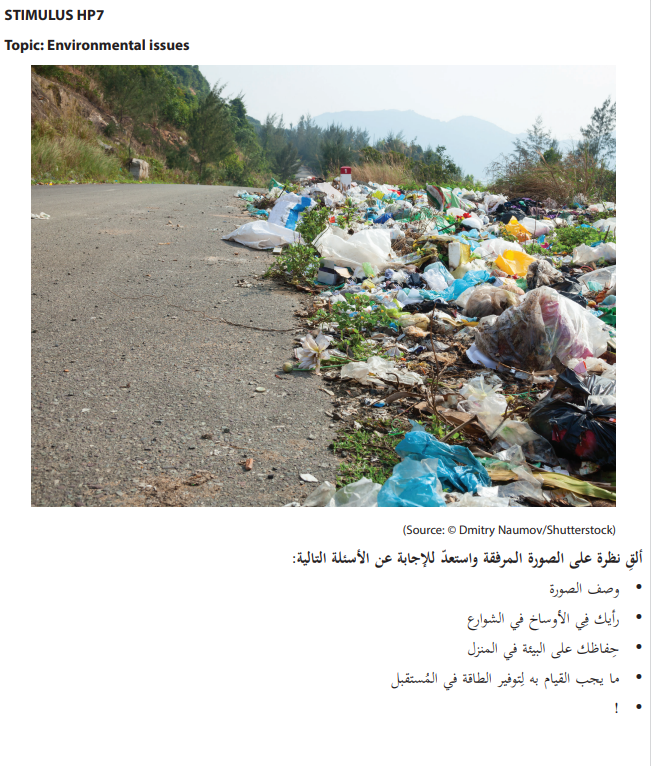 STIMULUS HP7
Topic: Environmental issues
(Source: © Dmitry Naumov/Shutterstock)
ألقِ نظرة على الصورة المرفقة واستعدّ للإجابة عن الأسئلة التالية:
• وصف الصورة
• رأيك فِي الأوساخ في الشوارع
• حِفاظك على البيئة في المنزل
• ما يجب القيام به لِتوفير الطاقة في المُستقبل
• !